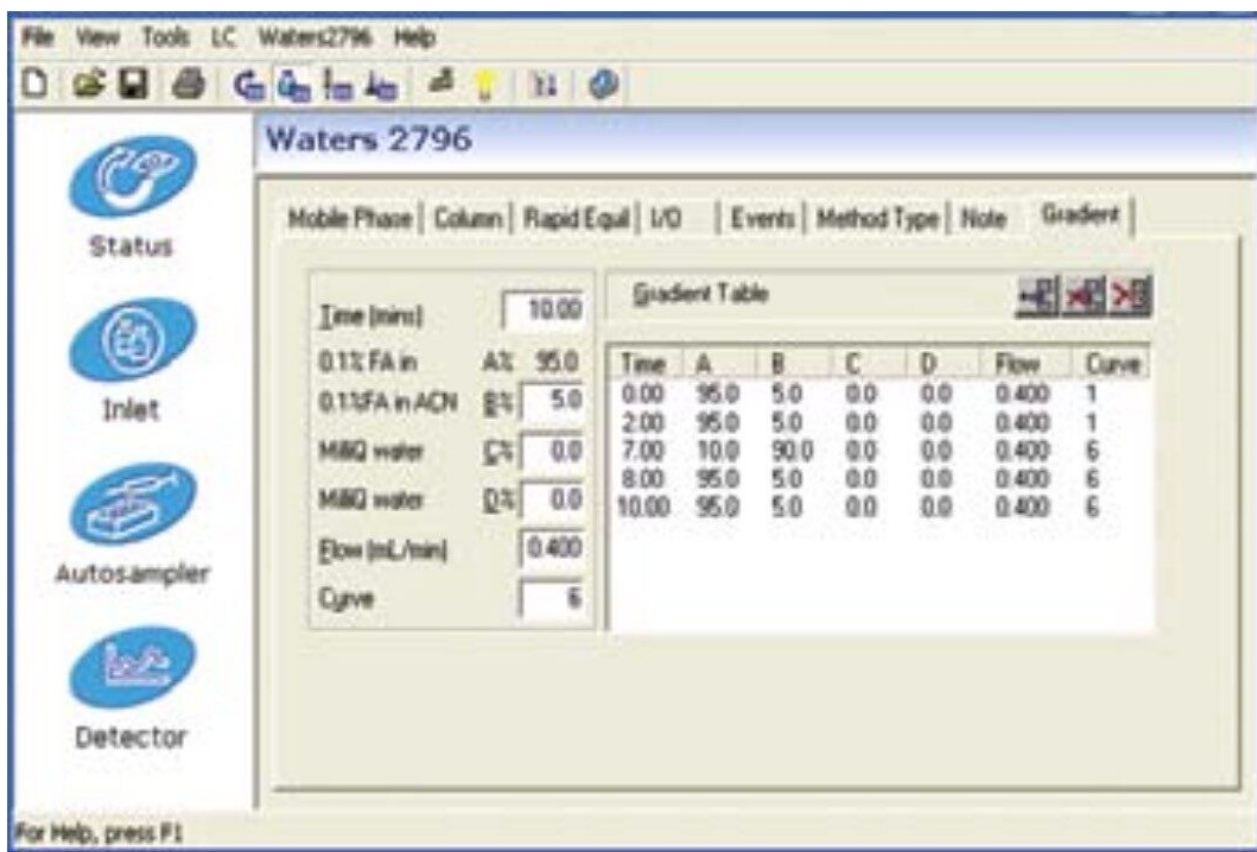 File View Tools LC Waters2796 Help
Waters 2796
Mobile Phase Column Rapid Equil I/O Events Method Type Note Gradient
Status
Inlet
Autosampler
Detector
Time (mins) 10.00
0.1% FA in A% 95.0
0.1%FA in ACN B% 5.0
MilliQ water C% 0.0
MilliQ water D% 0.0
Flow (mL/min) 0.400
Curve 6
Gradient Table
Time A B C D Flow Curve
0.00 95.0 5.0 0.0 0.0 0.400 1
2.00 95.0 5.0 0.0 0.0 0.400 1
7.00 10.0 90.0 0.0 0.0 0.400 6
8.00 95.0 5.0 0.0 0.0 0.400 6
10.00 95.0 5.0 0.0 0.0 0.400 6
For Help, press F1